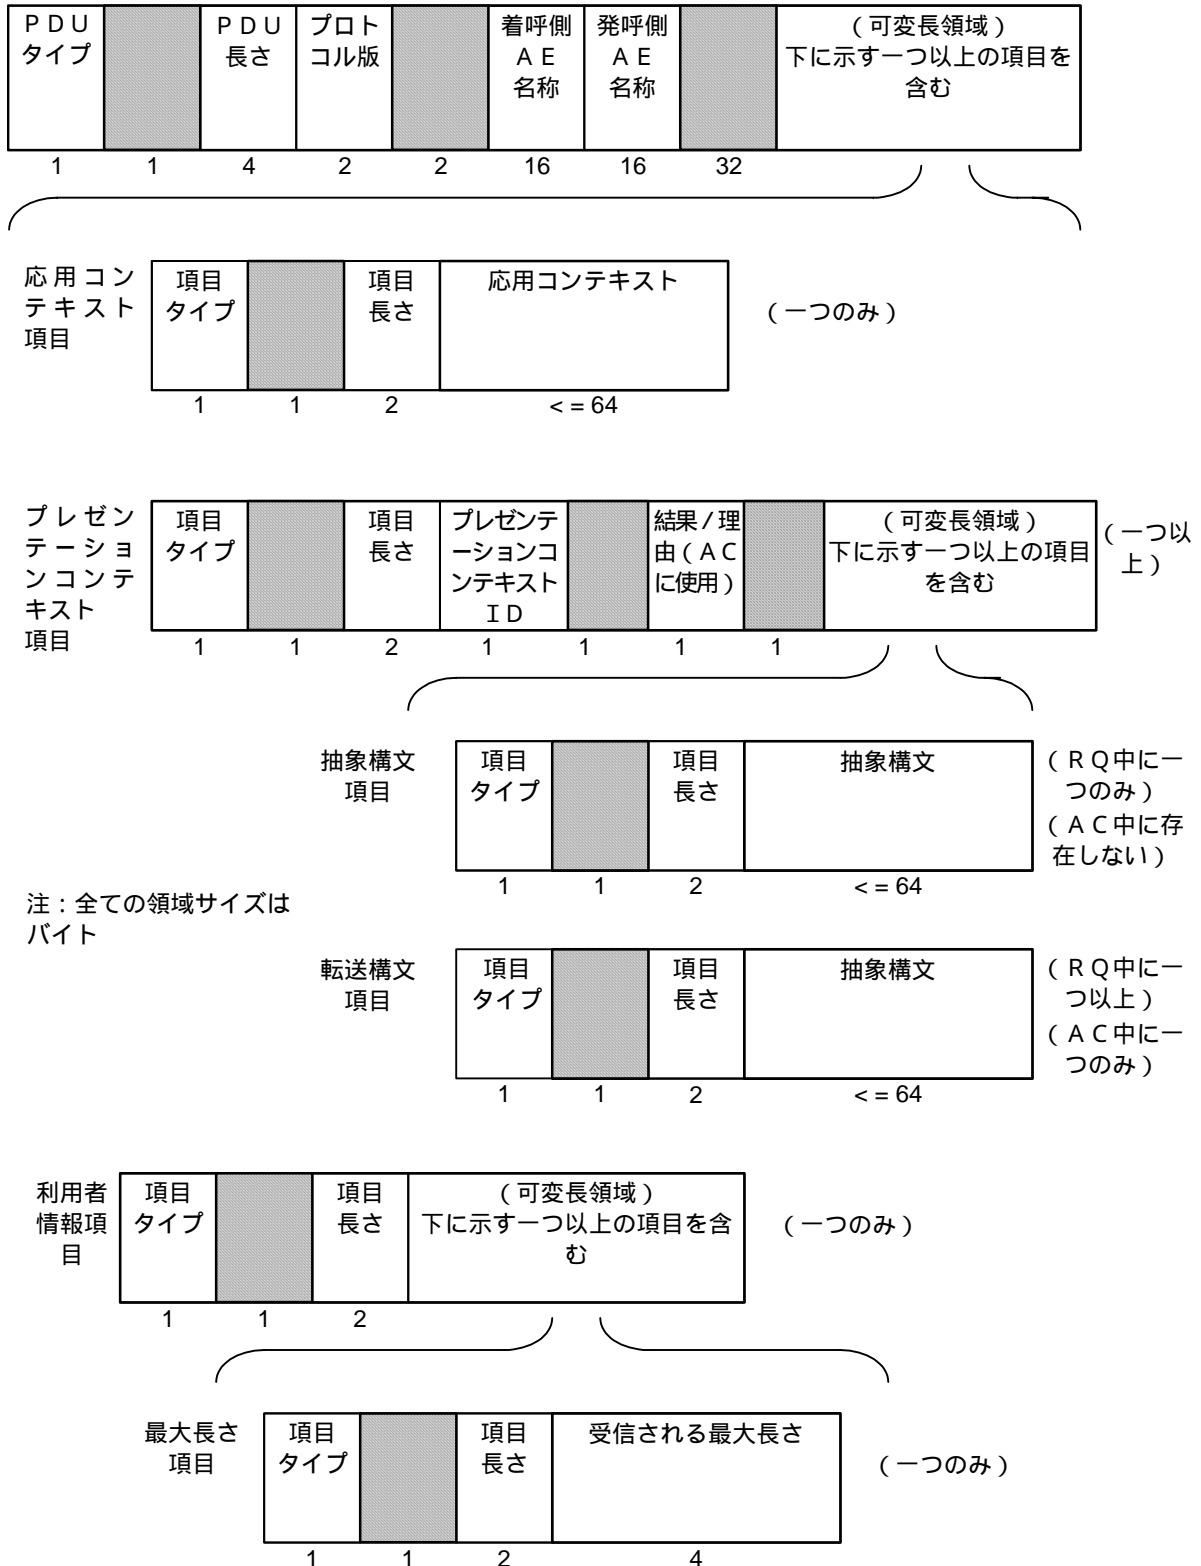 ＰＤＵ
タイプ
ＰＤＵ
長さ
プロト
コル版
着呼側
ＡＥ
名称
発呼側
ＡＥ
名称
（可変長領域）
下に示す一つ以上の項目を
含む
1 1 4 2 2 16 16 32
応用コン
テキスト
項目
項目
タイプ
項目
長さ
応用コンテキスト
（一つのみ）
1 1 2 < = 64
プレゼン
テーショ
ンコンテ
キスト
項目
項目
タイプ
項目
長さ
プレゼンテ
ーションコ
ンテキスト
ＩＤ
結果/理
由（ＡＣ
に使用）
（可変長領域）
下に示す一つ以上の項目
を含む
（一つ以
上）
1 1 2 1 1 1 1
抽象構文
項目
項目
タイプ
項目
長さ
抽象構文
（ＲＱ中に一
つのみ）
（ＡＣ中に存
在しない）
1 1 2 < = 64
注：全ての領域サイズは
バイト
転送構文
項目
項目
タイプ
項目
長さ
抽象構文
（ＲＱ中に一
つ以上）
（ＡＣ中に一
つのみ）
1 1 2 < = 64
利用者
情報項
目
項目
タイプ
項目
長さ
（可変長領域）
下に示す一つ以上の項目を含
む
（一つのみ）
1 1 2
最大長さ
項目
項目
タイプ
項目
長さ
受信される最大長さ
（一つのみ）
1 1 2 4